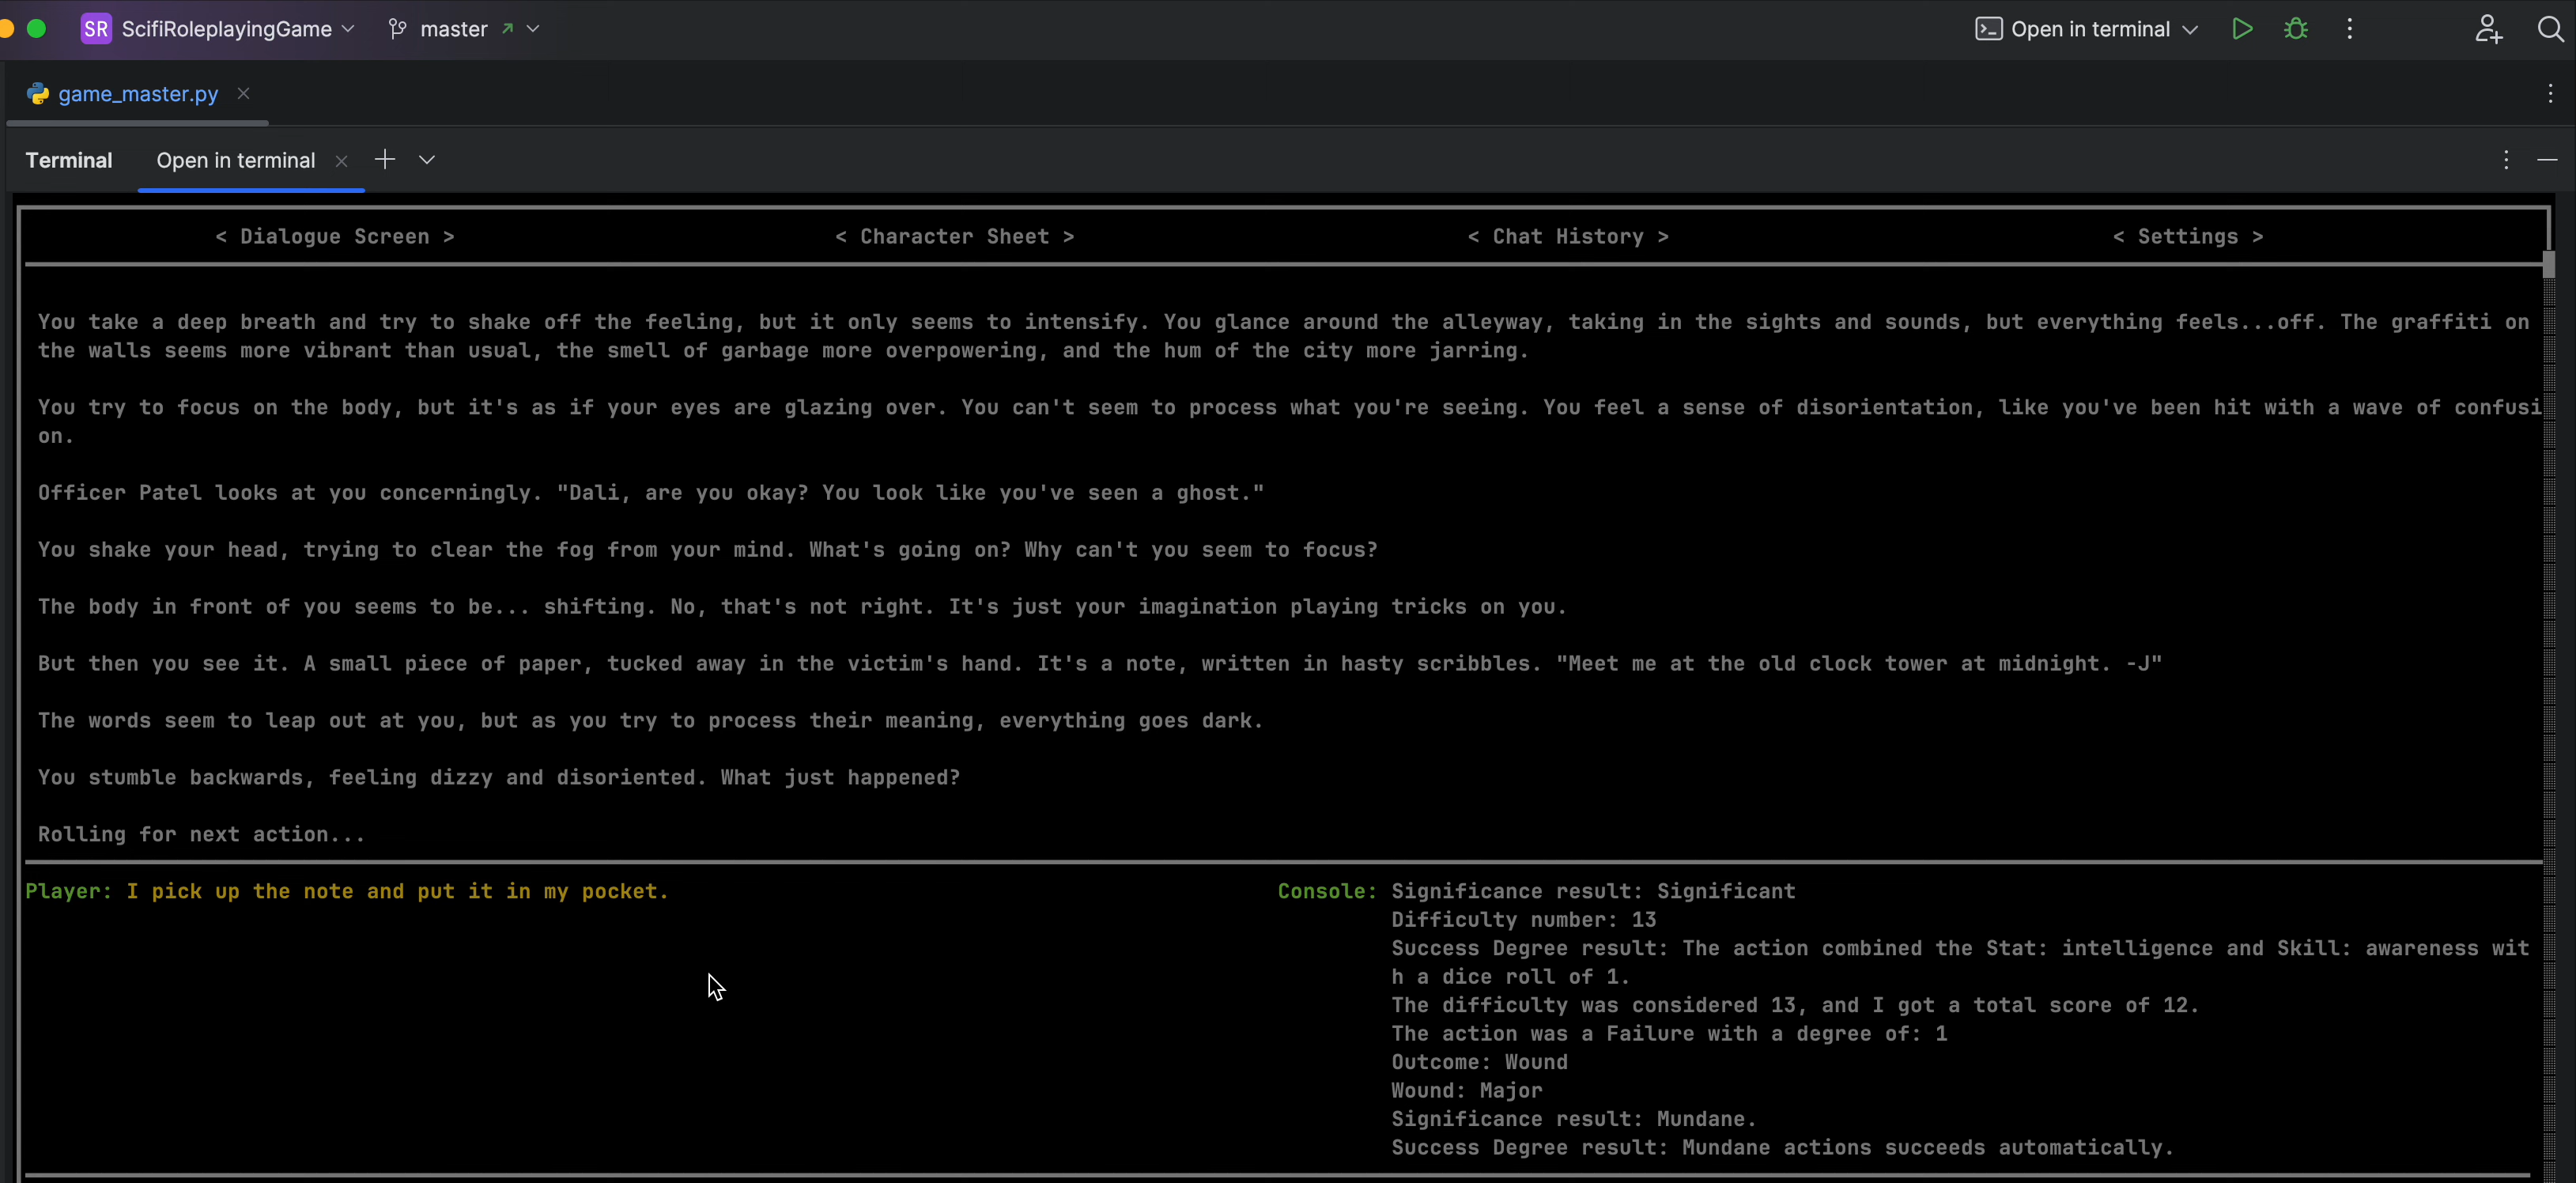 SR ScifiRoleplayingGame master Open in terminal
game_master.py
Terminal Open in terminal
< Dialogue Screen > < Character Sheet > < Chat History > < Settings >
You take a deep breath and try to shake off the feeling, but it only seems to intensify. You glance around the alleyway, taking in the sights and sounds, but everything feels...off. The graffiti on
the walls seems more vibrant than usual, the smell of garbage more overpowering, and the hum of the city more jarring.
You try to focus on the body, but it's as if your eyes are glazing over. You can't seem to process what you're seeing. You feel a sense of disorientation, like you've been hit with a wave of confusi
on.
Officer Patel looks at you concerningly. "Dali, are you okay? You look like you've seen a ghost."
You shake your head, trying to clear the fog from your mind. What's going on? Why can't you seem to focus?
The body in front of you seems to be... shifting. No, that's not right. It's just your imagination playing tricks on you.
But then you see it. A small piece of paper, tucked away in the victim's hand. It's a note, written in hasty scribbles. "Meet me at the old clock tower at midnight. -J"
The words seem to leap out at you, but as you try to process their meaning, everything goes dark.
You stumble backwards, feeling dizzy and disoriented. What just happened?
Rolling for next action...
Player: I pick up the note and put it in my pocket.
Console: Significance result: Significant
Difficulty number: 13
Success Degree result: The action combined the Stat: intelligence and Skill: awareness wit
h a dice roll of 1.
The difficulty was considered 13, and I got a total score of 12.
The action was a Failure with a degree of: 1
Outcome: Wound
Wound: Major
Significance result: Mundane.
Success Degree result: Mundane actions succeeds automatically.